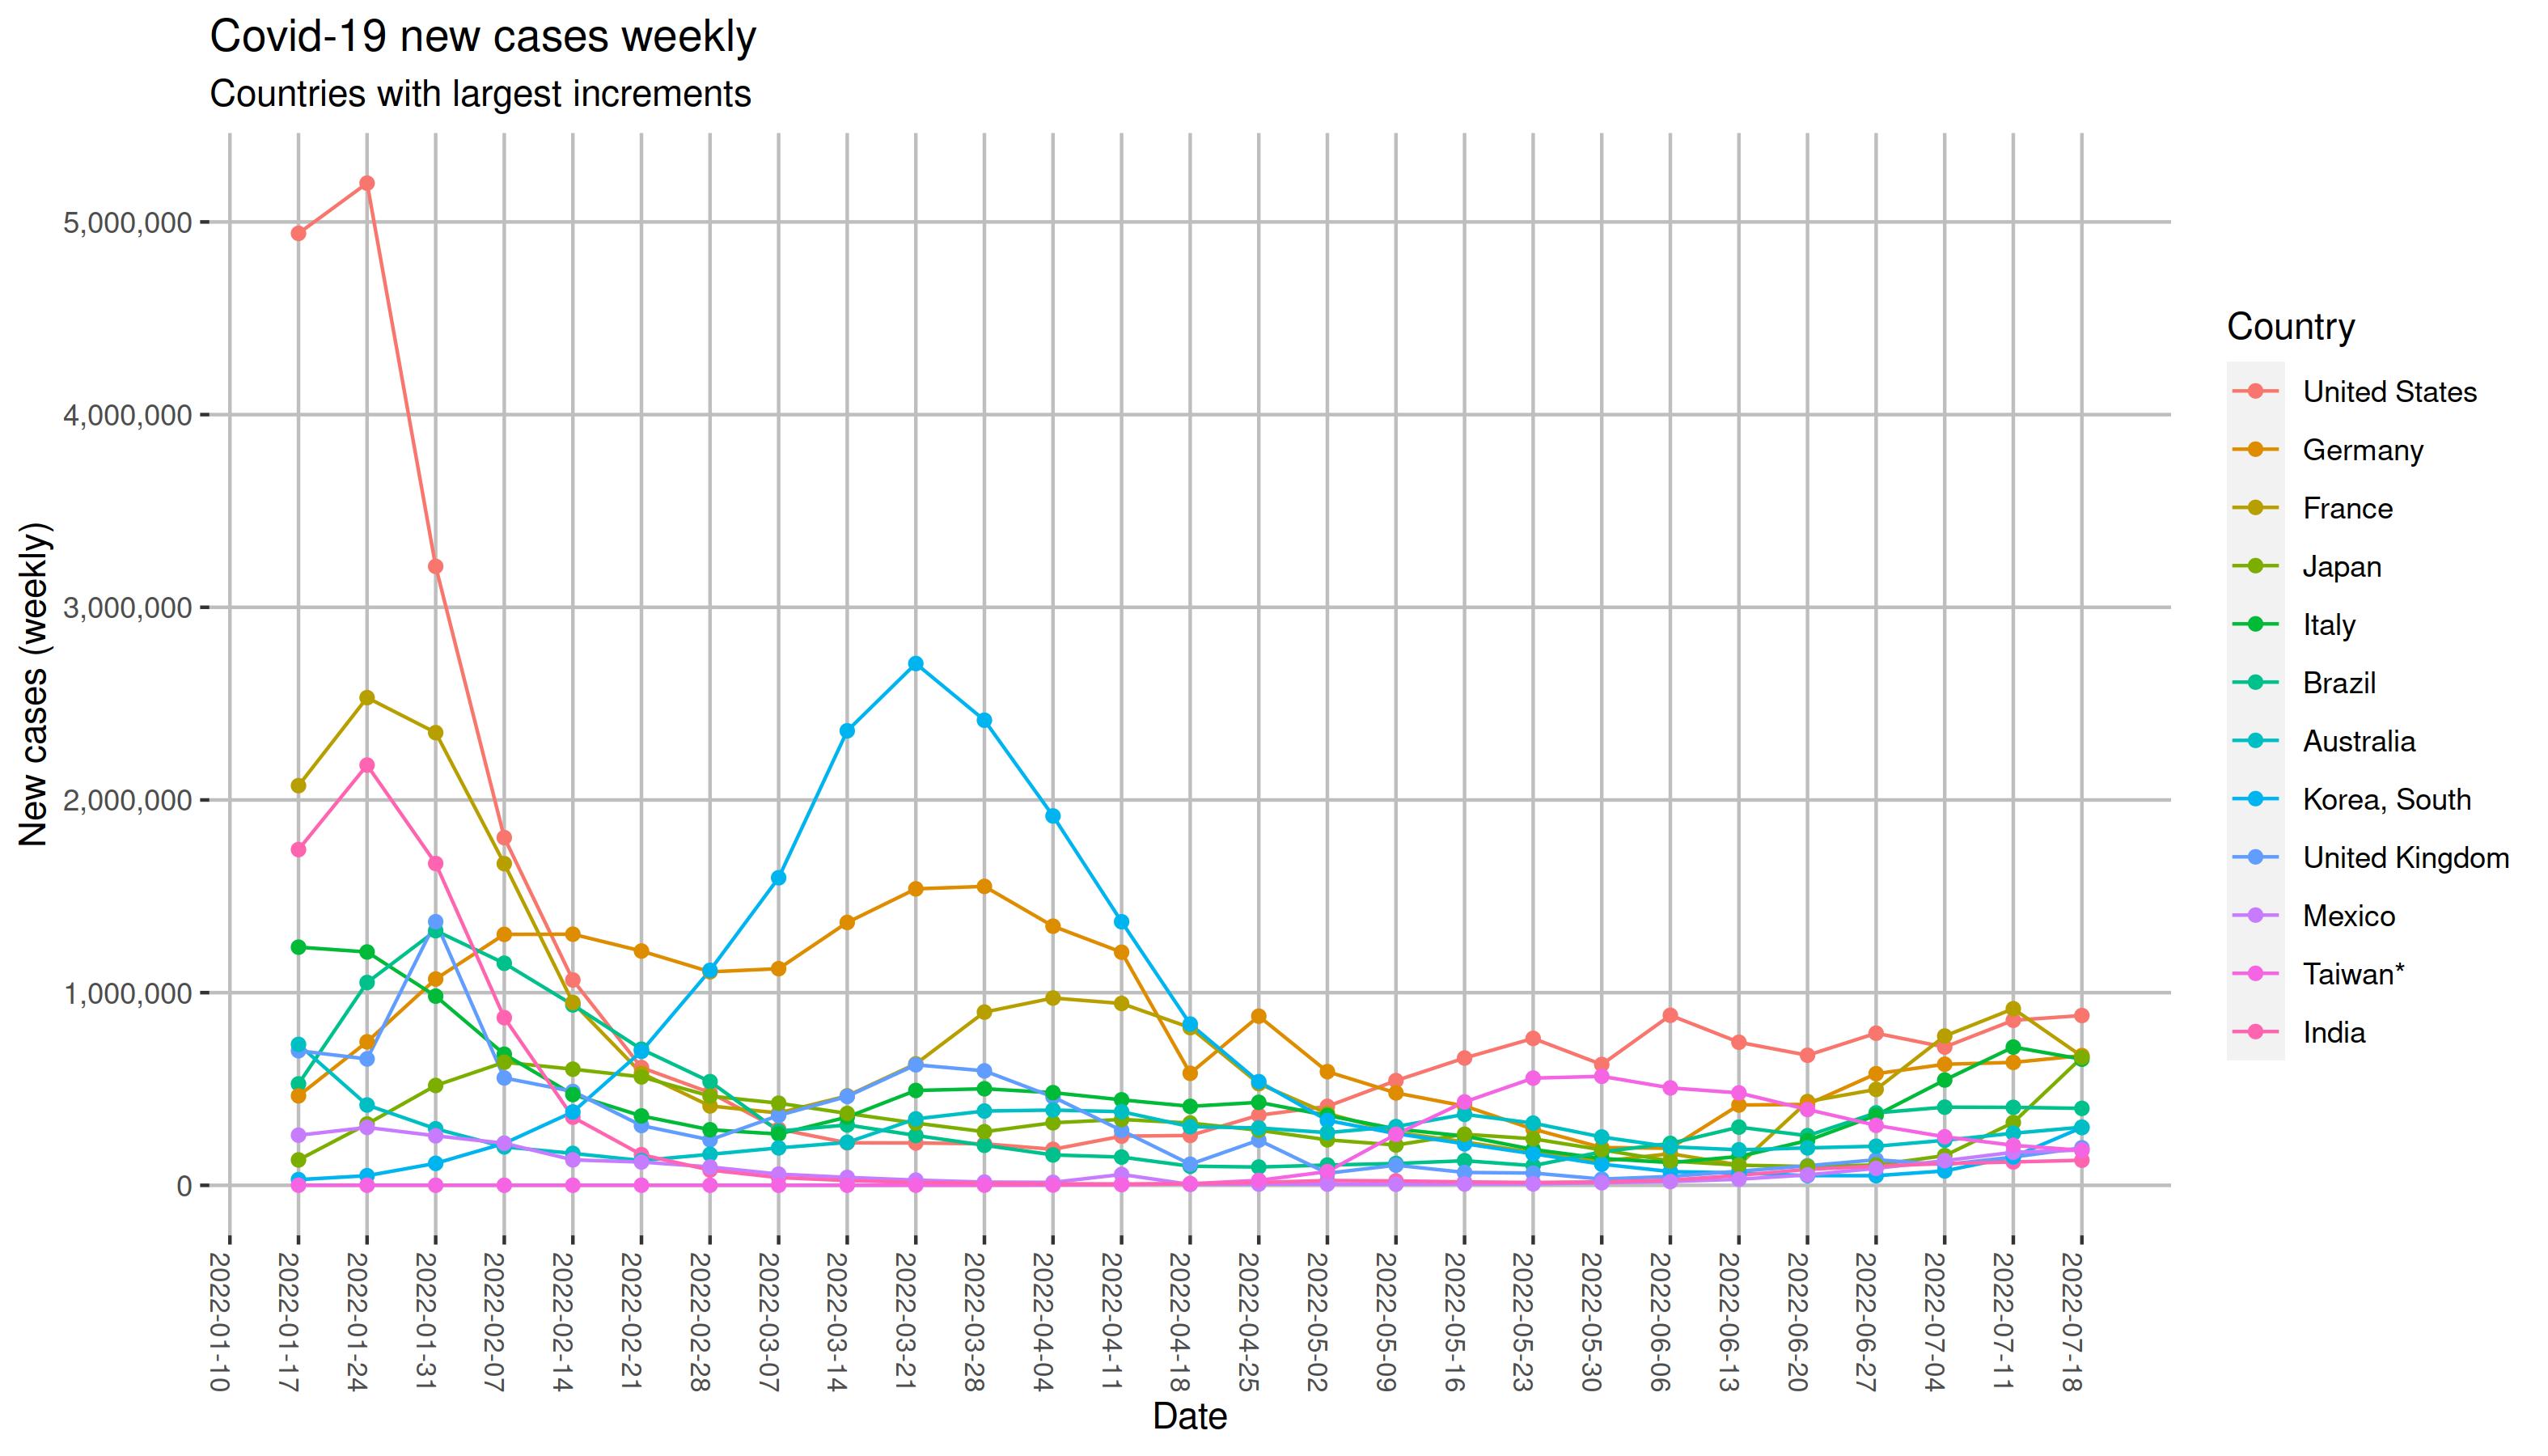 Covid-19 new cases weekly
Countries with largest increments
New cases (weekly)
5,000,000
4,000,000
3,000,000
2,000,000
1,000,000
0
2022-01-10
2022-01-17
2022-01-24
2022-01-31
2022-02-07
2022-02-14
2022-02-21
2022-02-28
2022-03-07
2022-03-14
2022-03-21
2022-03-28
2022-04-04
2022-04-11
2022-04-18
2022-04-25
2022-05-02
2022-05-09
2022-05-16
2022-05-23
2022-05-30
2022-06-06
2022-06-13
2022-06-20
2022-06-27
2022-07-04
2022-07-11
2022-07-18
Date
Country
United States
Germany
France
Japan
Italy
Brazil
Australia
Korea, South
United Kingdom
Mexico
Taiwan*
India